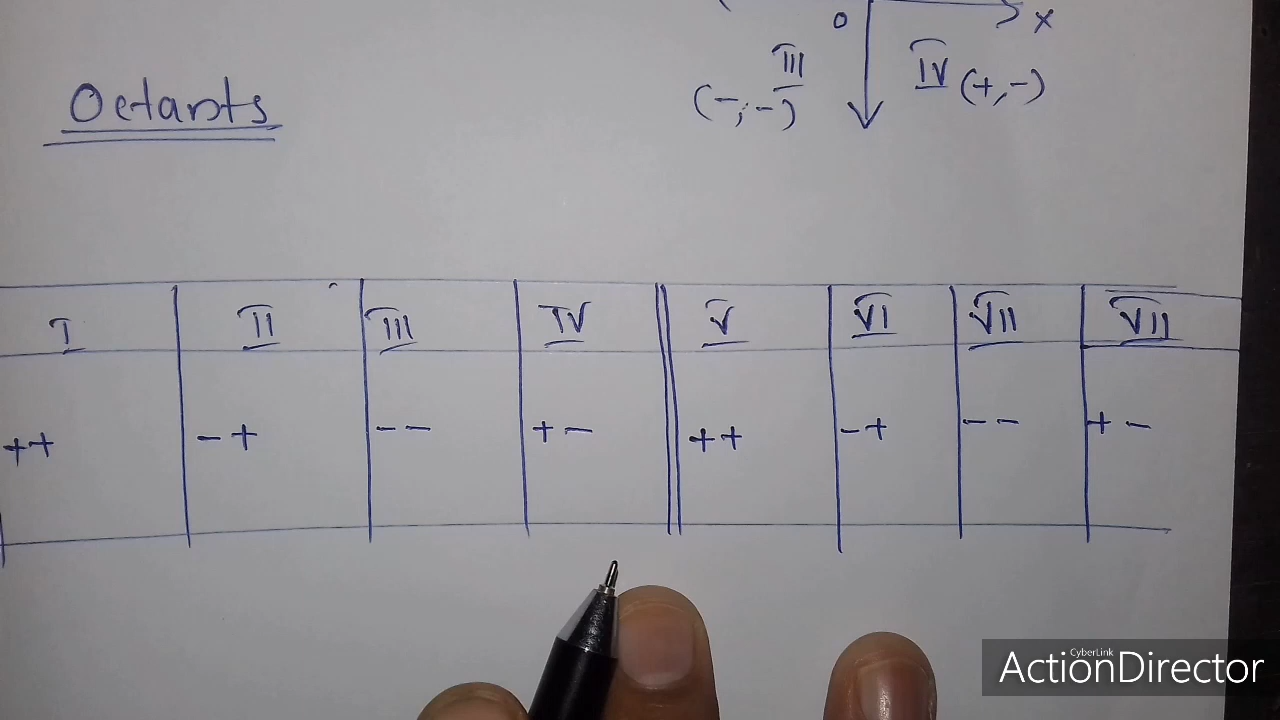 O X
III IV (+,-)
(-,-)
Octants
I II III IV V VI VII VII
++ -+ -- +- ++ -+ -- +-
CyberLink
ActionDirector